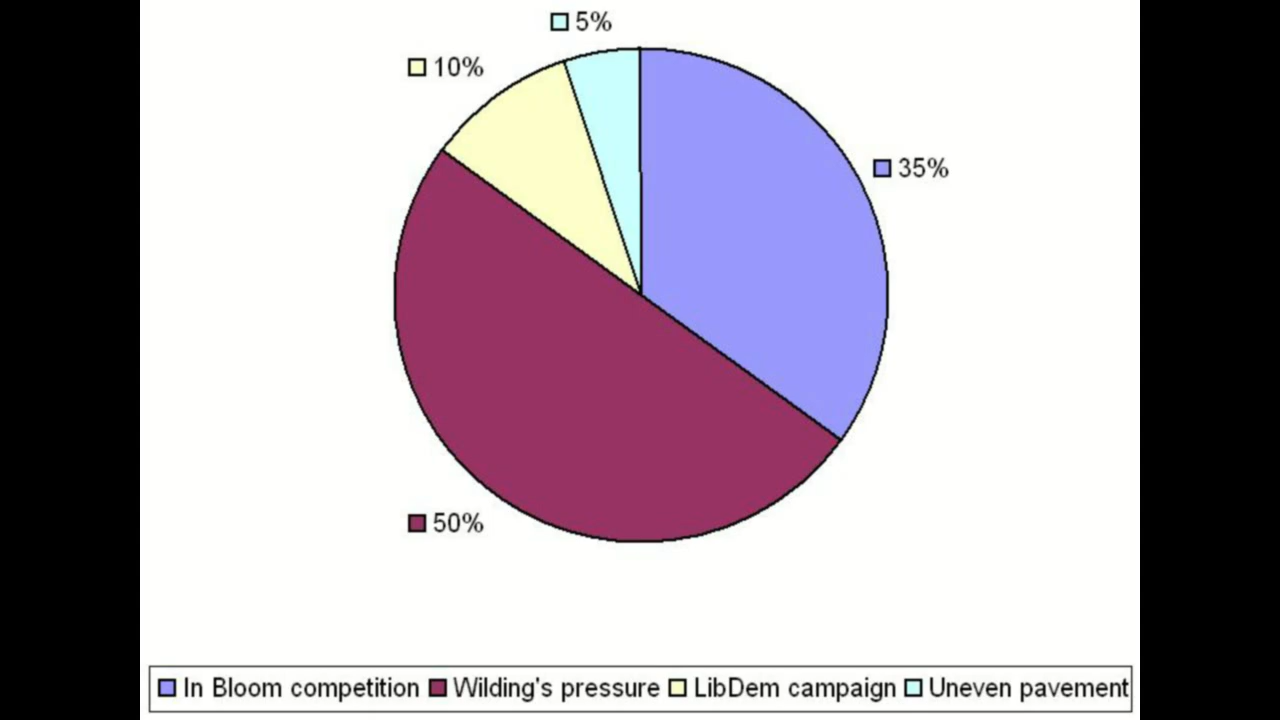 5%
10%
35%
50%
In Bloom competition Wilding's pressure LibDem campaign Uneven pavement